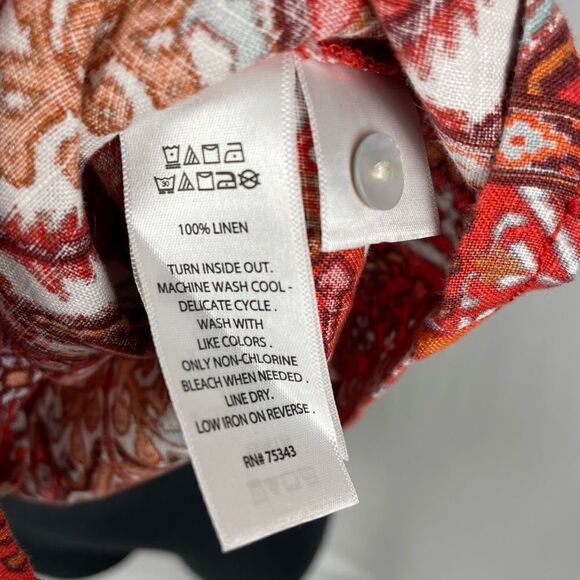 30
100% LINEN
TURN INSIDE OUT.
MACHINE WASH COOL -
DELICATE CYCLE .
WASH WITH
LIKE COLORS .
ONLY NON-CHLORINE
BLEACH WHEN NEEDED .
LINE DRY.
LOW IRON ON REVERSE .
RN# 75343